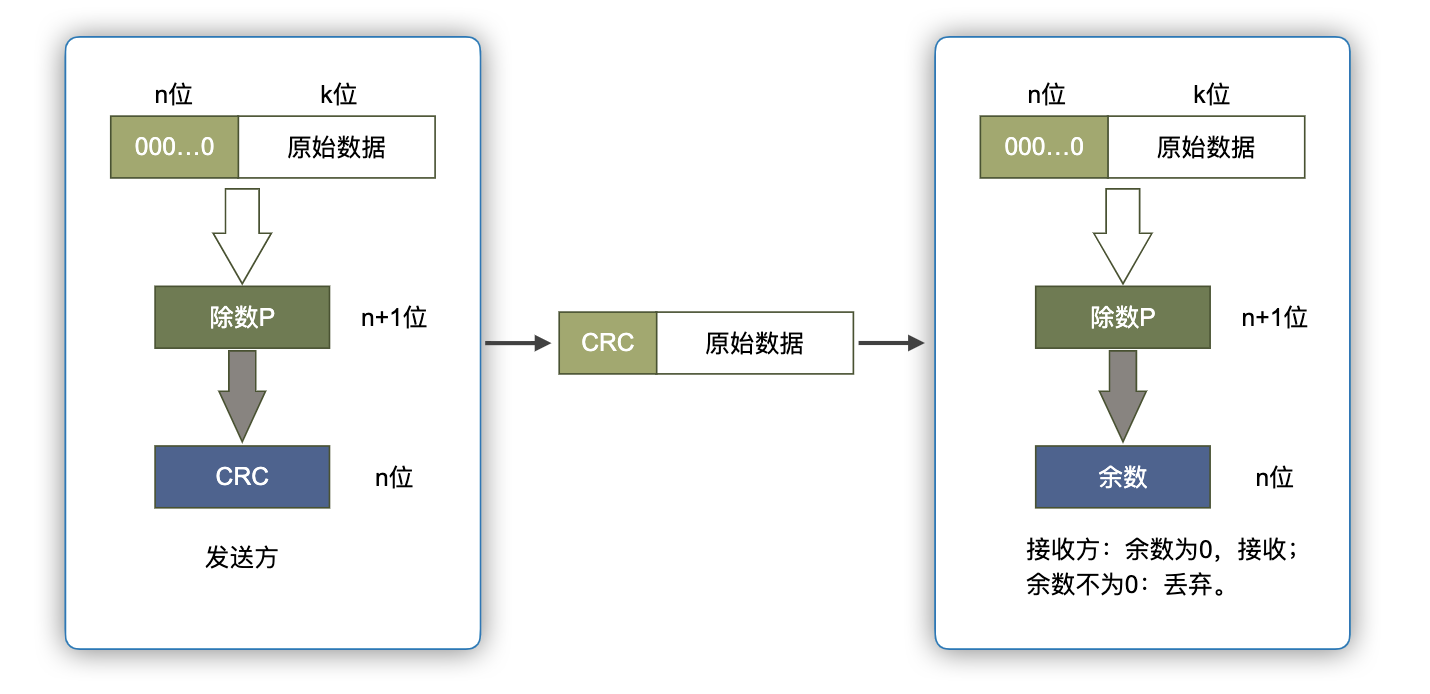 n位 k位
000…0 原始数据
除数P n+1位
CRC n位
发送方
CRC 原始数据
n位 k位
000…0 原始数据
除数P n+1位
余数 n位
接收方：余数为0，接收；
余数不为0：丢弃。